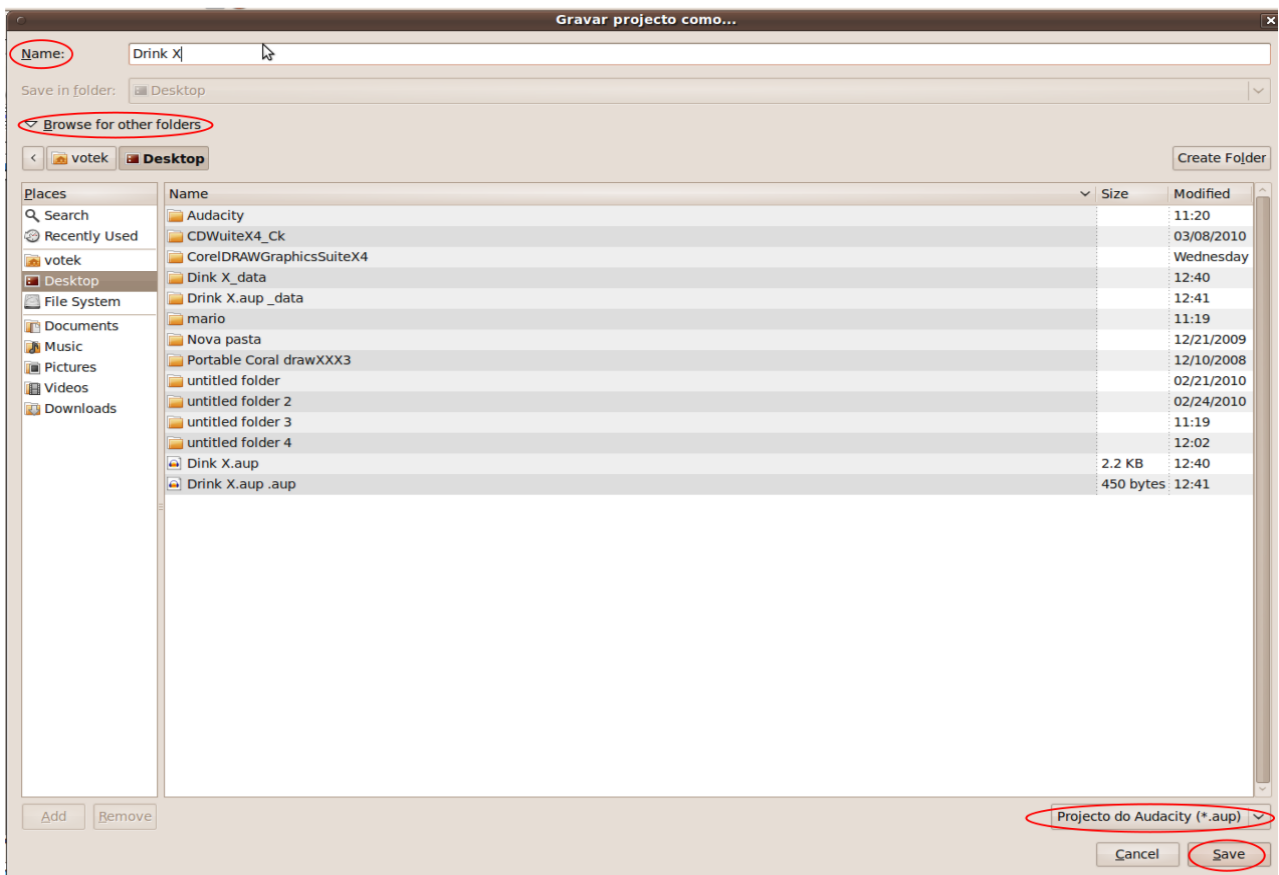 Gravar projecto como...
Name: Drink X
Save in folder: Desktop
Browse for other folders
votek Desktop Create Folder
Places Name Size Modified
Search Audacity 11:20
Recently Used CDWuiteX4_Ck 03/08/2010
votek CorelDRAWGraphicsSuiteX4 Wednesday
Desktop Dink X_data 12:40
File System Drink X.aup _data 12:41
Documents mario 11:19
Music Nova pasta 12/21/2009
Pictures Portable Coral drawXXX3 12/10/2008
Videos untitled folder 02/21/2010
Downloads untitled folder 2 02/24/2010
untitled folder 3 11:19
untitled folder 4 12:02
Dink X.aup 2.2 KB 12:40
Drink X.aup .aup 450 bytes 12:41
Add Remove Projecto do Audacity (*.aup)
Cancel Save